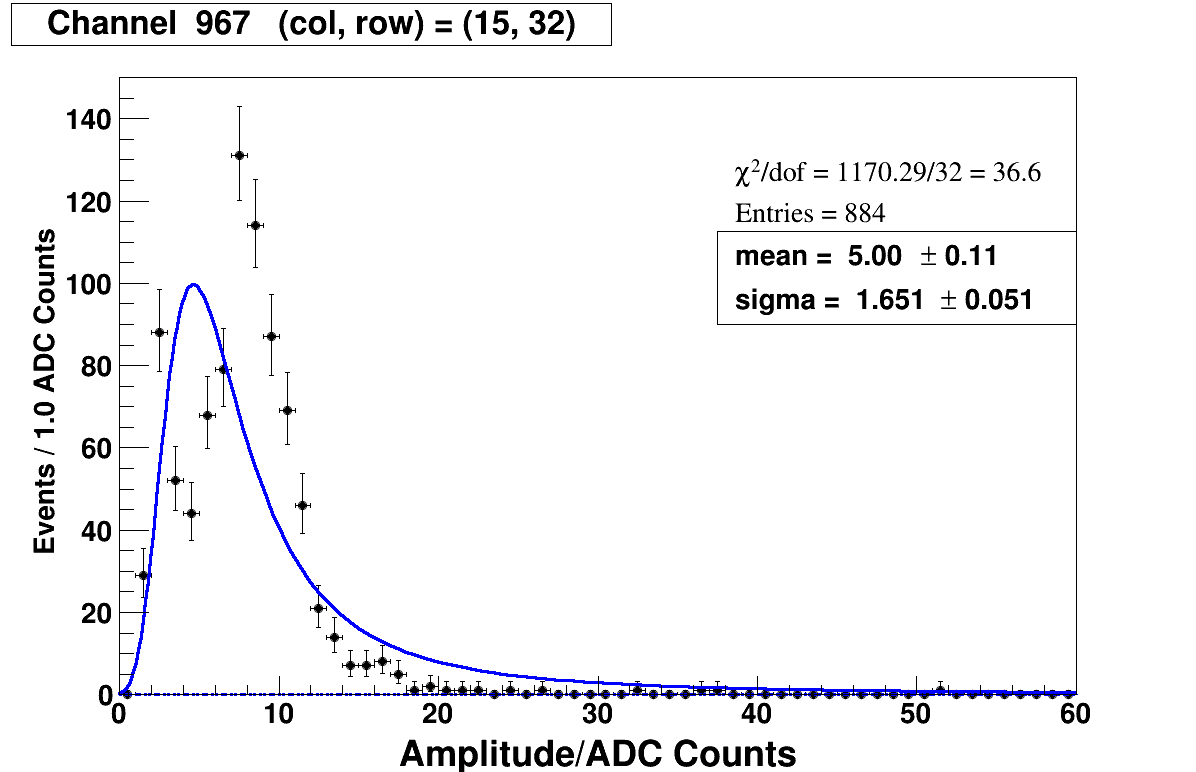 Channel 967 (col, row) = (15, 32)
140
120
100
80
60
40
20
0
Events / 1.0 ADC Counts
χ²/dof = 1170.29/32 = 36.6
Entries = 884
mean = 5.00 ± 0.11
sigma = 1.651 ± 0.051
0 10 20 30 40 50 60
Amplitude/ADC Counts